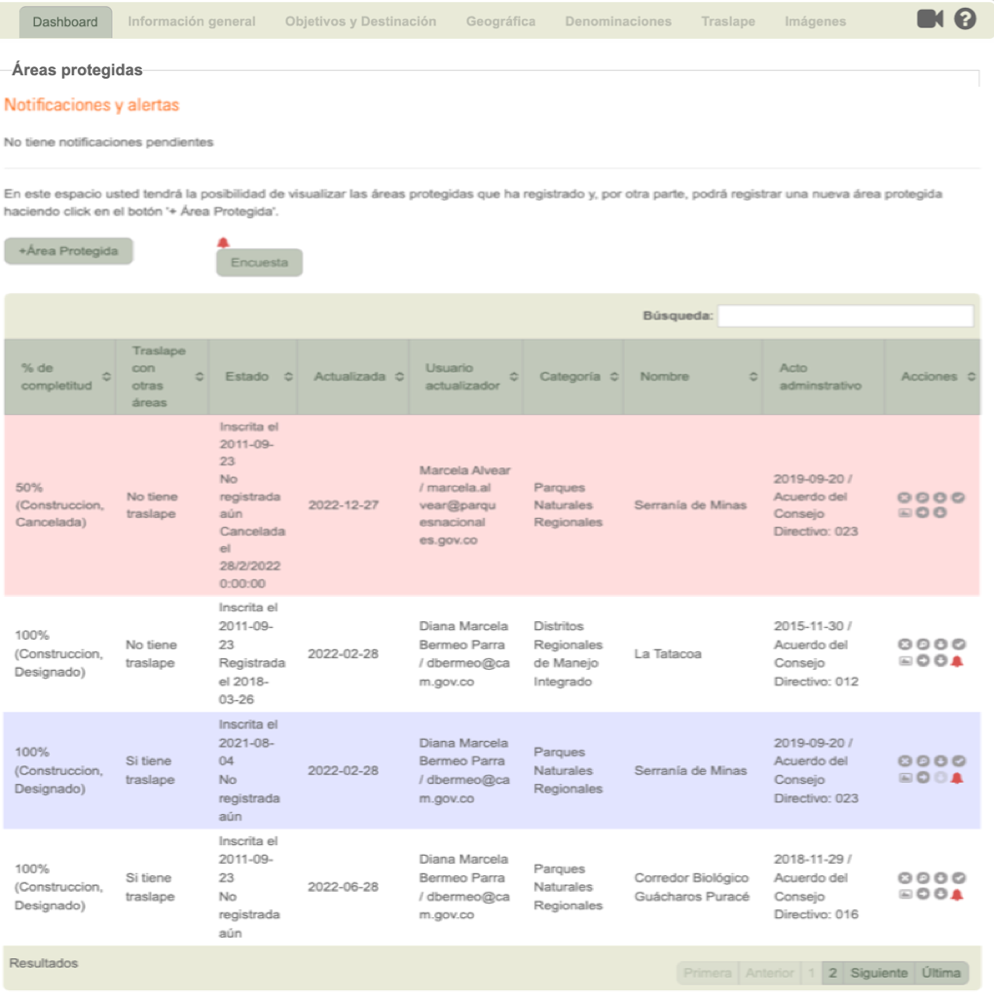 Dashboard Información general Objetivos y Destinación Geográfica Denominaciones Traslape Imágenes
Áreas protegidas
Notificaciones y alertas
No tiene notificaciones pendientes
En este espacio usted tendrá la posibilidad de visualizar las áreas protegidas que ha registrado y, por otra parte, podrá registrar una nueva área protegida
haciendo click en el botón '+ Área Protegida'.
+Área Protegida
Encuesta
Búsqueda:
% de
completitud
Traslape
con
otras
áreas
Estado
Actualizada
Usuario
actualizador
Categoría
Nombre
Acto
adminstrativo
Acciones
50%
(Construccion,
Cancelada)
No tiene
traslape
Inscrita el
2011-09-
23
No
registrada
aún
Cancelada
el
28/2/2022
0:00:00
2022-12-27
Marcela Alvear
/ marcela.al
vear@parqu
esnacional
es.gov.co
Parques
Naturales
Regionales
Serranía de Minas
2019-09-20 /
Acuerdo del
Consejo
Directivo: 023
100%
(Construccion,
Designado)
No tiene
traslape
Inscrita el
2011-09-
23
Registrada
el 2018-
03-26
2022-02-28
Diana Marcela
Bermeo Parra
/ dbermeo@ca
m.gov.co
Distritos
Regionales
de Manejo
Integrado
La Tatacoa
2015-11-30 /
Acuerdo del
Consejo
Directivo: 012
100%
(Construccion,
Designado)
Si tiene
traslape
Inscrita el
2021-08-
04
No
registrada
aún
2022-02-28
Diana Marcela
Bermeo Parra
/ dbermeo@ca
m.gov.co
Parques
Naturales
Regionales
Serranía de Minas
2019-09-20 /
Acuerdo del
Consejo
Directivo: 023
100%
(Construccion,
Designado)
Si tiene
traslape
Inscrita el
2011-09-
23
No
registrada
aún
2022-06-28
Diana Marcela
Bermeo Parra
/ dbermeo@ca
m.gov.co
Parques
Naturales
Regionales
Corredor Biológico
Guácharos Puracé
2018-11-29 /
Acuerdo del
Consejo
Directivo: 016
Resultados
Primera Anterior 1 2 Siguiente Última